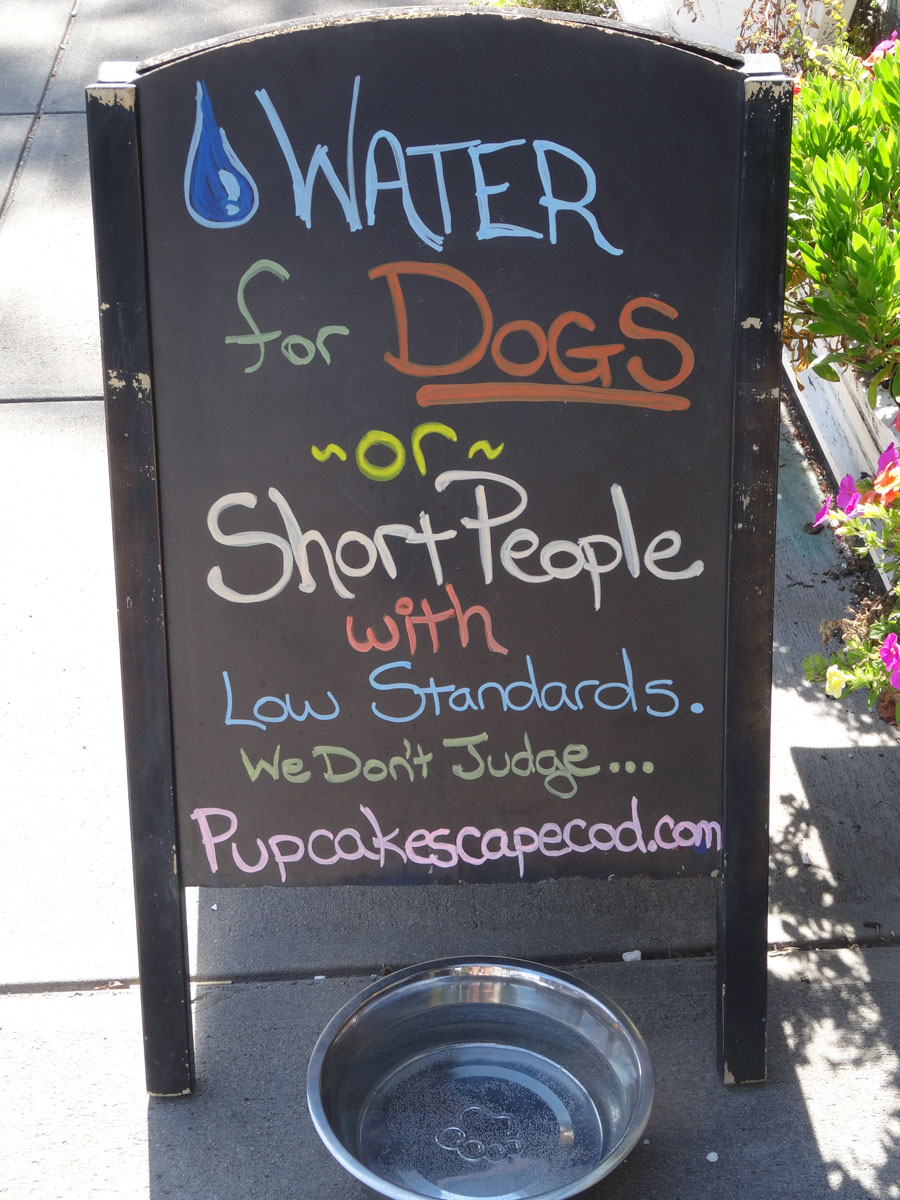 WATER
for DOGS
~or~
Short People
with
Low Standards.
We Don't Judge...
Pupcakescapecod.com